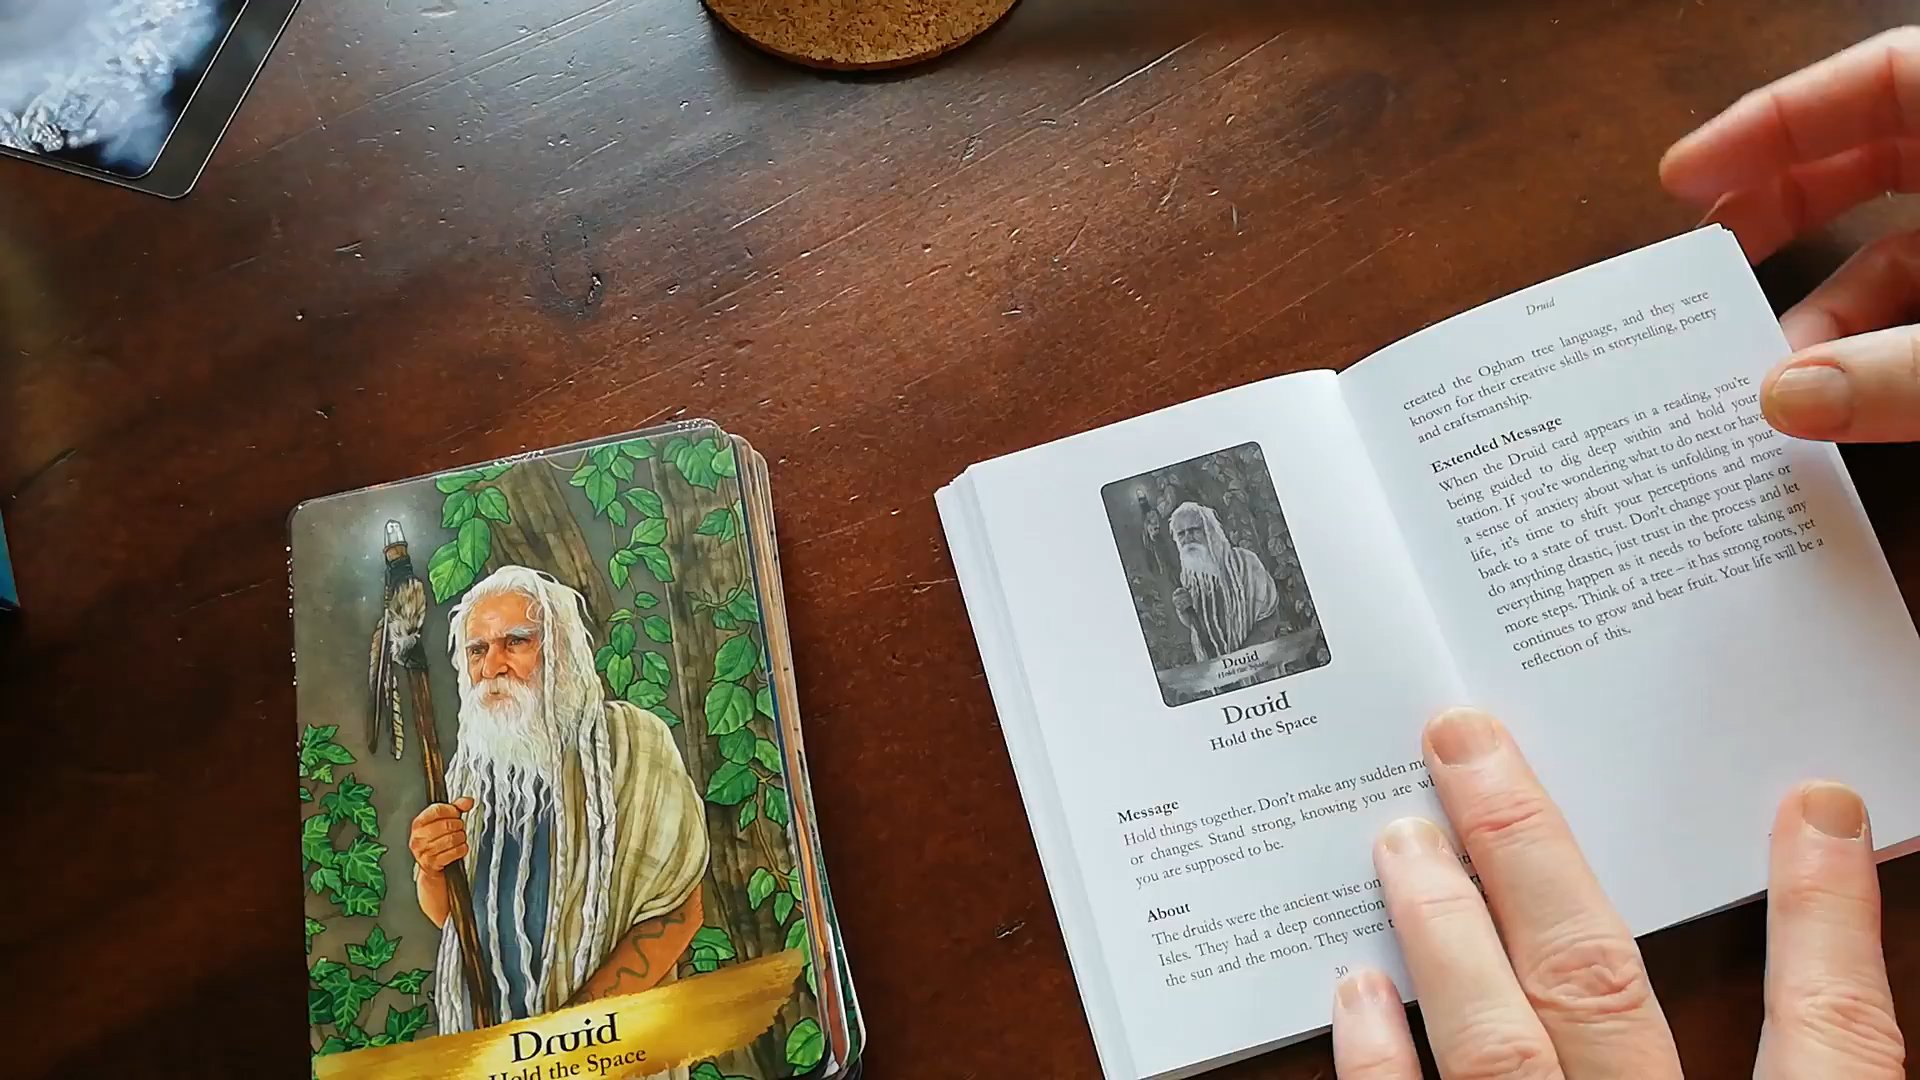 Druid
Hold the Space
Druid
Hold the Space
Druid
Hold the Space
Message
Hold things together. Don't make any sudden
or changes. Stand strong, knowing you are
you are supposed to be.
About
The druids were the ancient wise
Isles. They had a deep connection
the sun and the moon. They were
30
Druid
created the Ogham tree language, and they were
known for their creative skills in storytelling, poetry
and craftsmanship.
Extended Message
When the Druid card appears in a reading, you're
being guided to dig deep within and hold your
station. If you're wondering what to do next or have
a sense of anxiety about what is unfolding in your
life, it's time to shift your perceptions and move
back to a state of trust. Don't change your plans or
do anything drastic, just trust in the process and let
everything happen as it needs to before taking any
more steps. Think of a tree – it has strong roots, yet
continues to grow and bear fruit. Your life will be a
reflection of this.